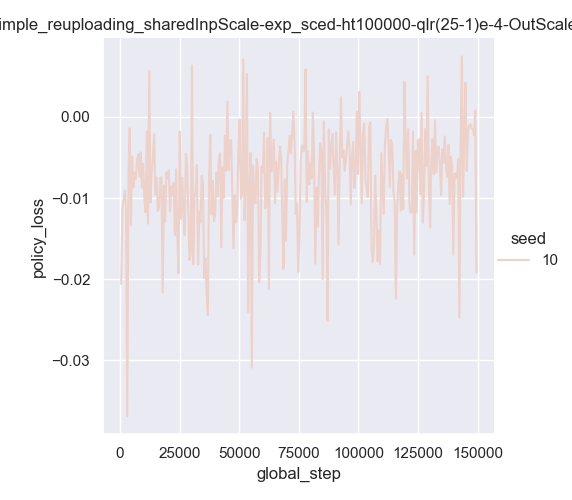 imple_reuploading_sharedInpScale-exp_sced-ht100000-qlr(25-1)e-4-OutScale
0.00
−0.01
−0.02
−0.03
policy_loss
0 25000 50000 75000 100000 125000 150000
global_step
seed
10